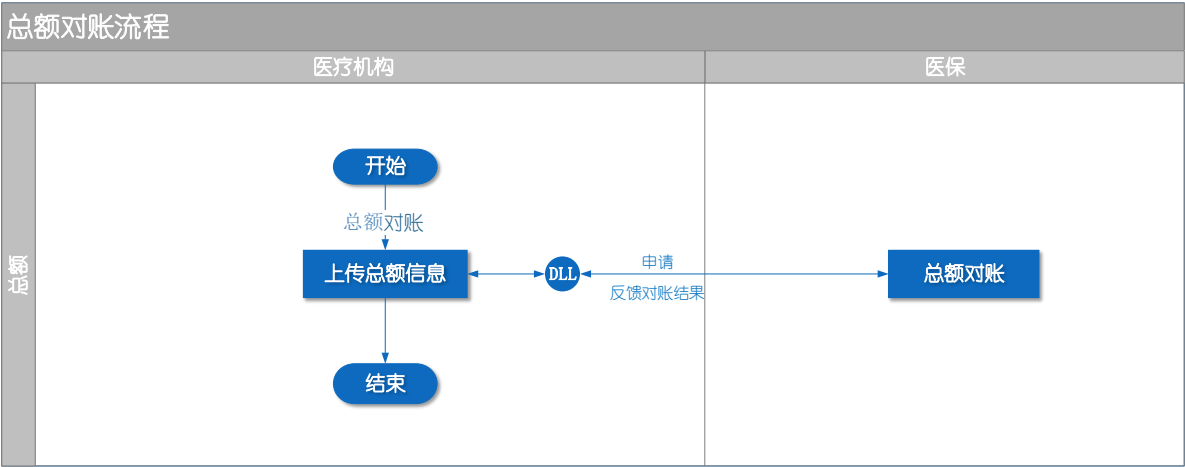 总额对账流程
医疗机构
医保
总额
开始
总额对账
上传总额信息
DLL
申请
反馈对账结果
总额对账
结束